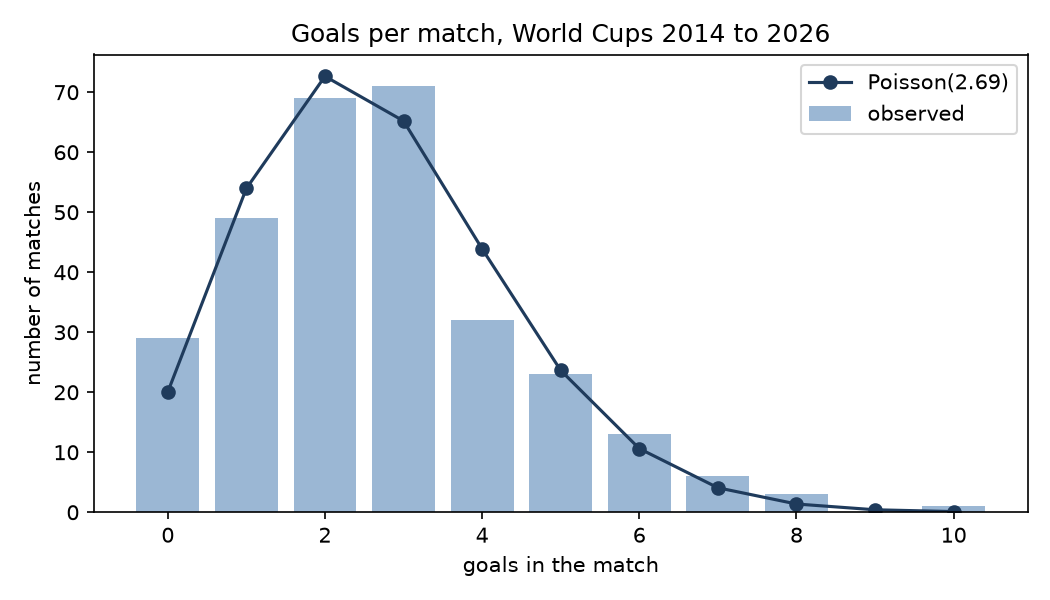 Goals per match, World Cups 2014 to 2026
Poisson(2.69)
observed
number of matches
70
60
50
40
30
20
10
0
0 2 4 6 8 10
goals in the match